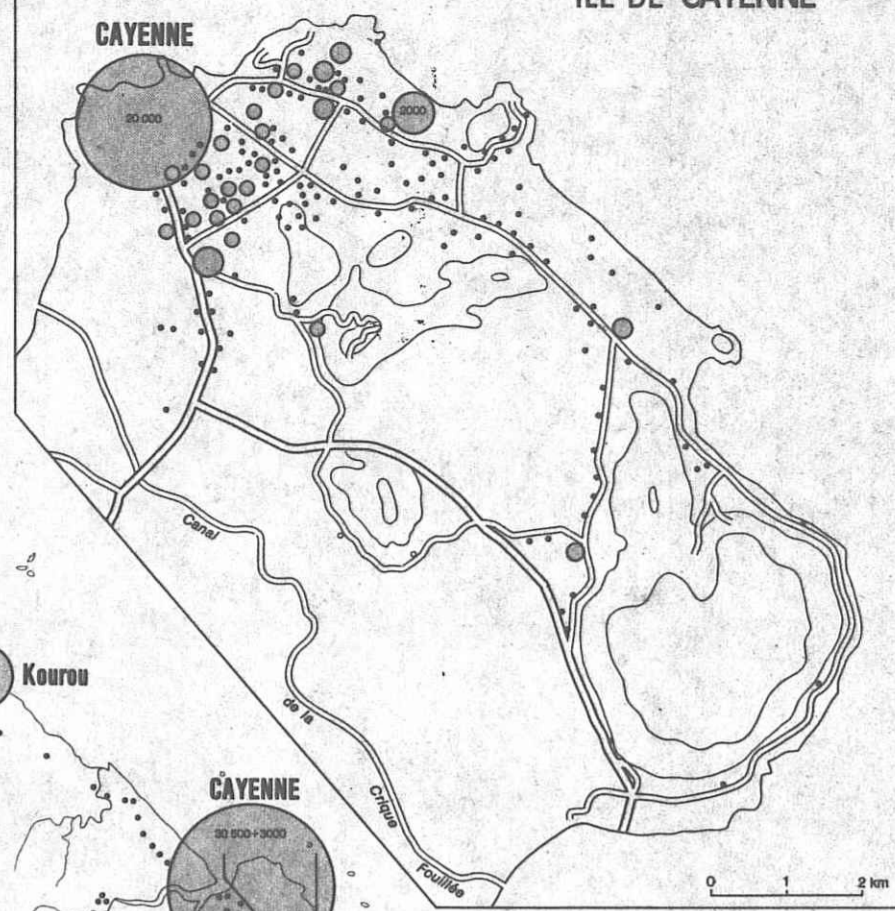 ILE DE CAYENNE
CAYENNE
20 000
2000
Canal
de la
Crique
Fouillée
Kourou
CAYENNE
30 500+3000
0 1 2 km